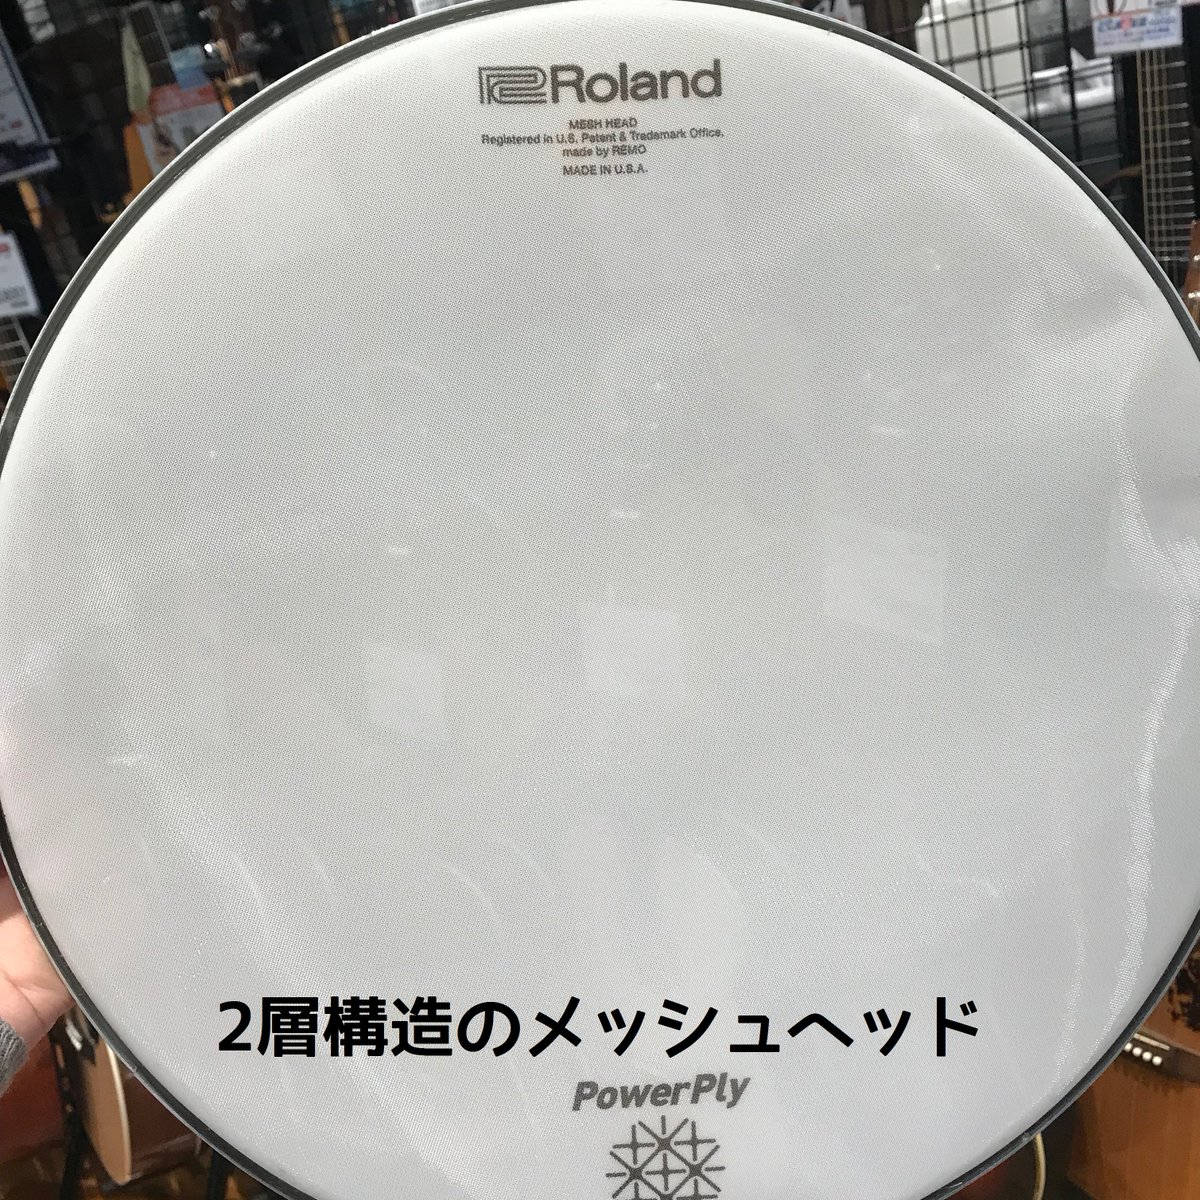 Roland
MESH HEAD
Registered in U.S. Patent & Trademark Office.
made by REMO
MADE IN U.S.A.
2層構造のメッシュヘッド
PowerPly